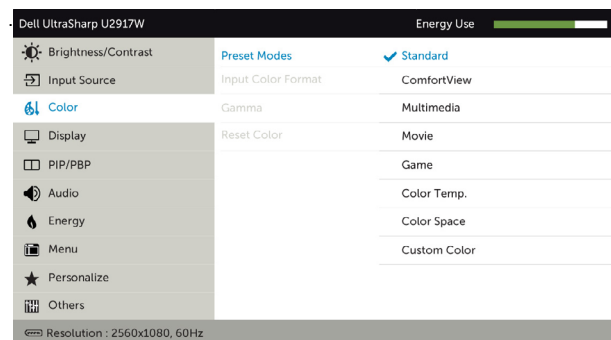 Dell UltraSharp U2917W Energy Use
Brightness/Contrast Preset Modes Standard
Input Source Input Color Format ComfortView
Color Gamma Multimedia
Display Reset Color Movie
PIP/PBP Game
Audio Color Temp.
Energy Color Space
Menu Custom Color
Personalize
Others
Resolution : 2560x1080, 60Hz